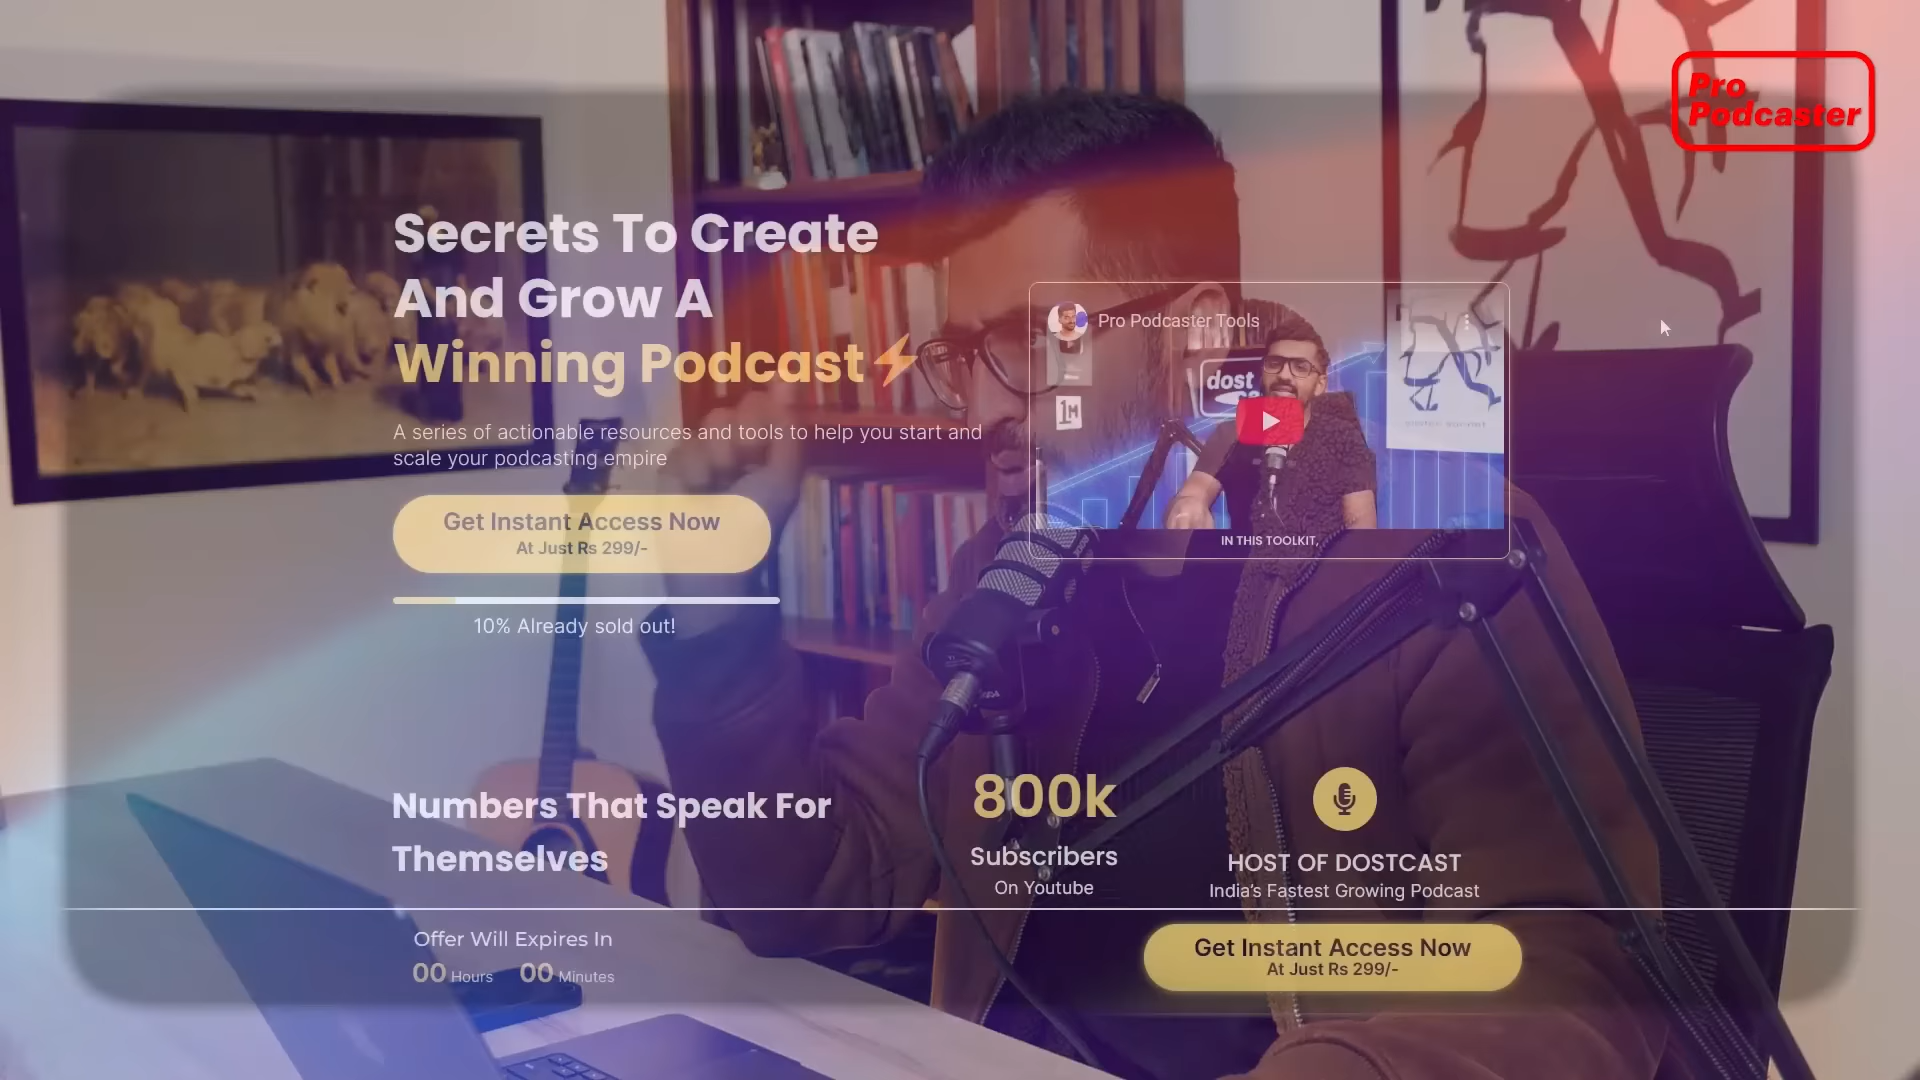 Pro
Podcaster
Secrets To Create
And Grow A
Winning Podcast⚡
A series of actionable resources and tools to help you start and
scale your podcasting empire
Get Instant Access Now
At Just Rs 299/-
10% Already sold out!
Pro Podcaster Tools
dost
1M
IN THIS TOOLKIT,
Numbers That Speak For
Themselves
800k
Subscribers
On Youtube
HOST OF DOSTCAST
India's Fastest Growing Podcast
Offer Will Expires In
00 Hours 00 Minutes
Get Instant Access Now
At Just Rs 299/-